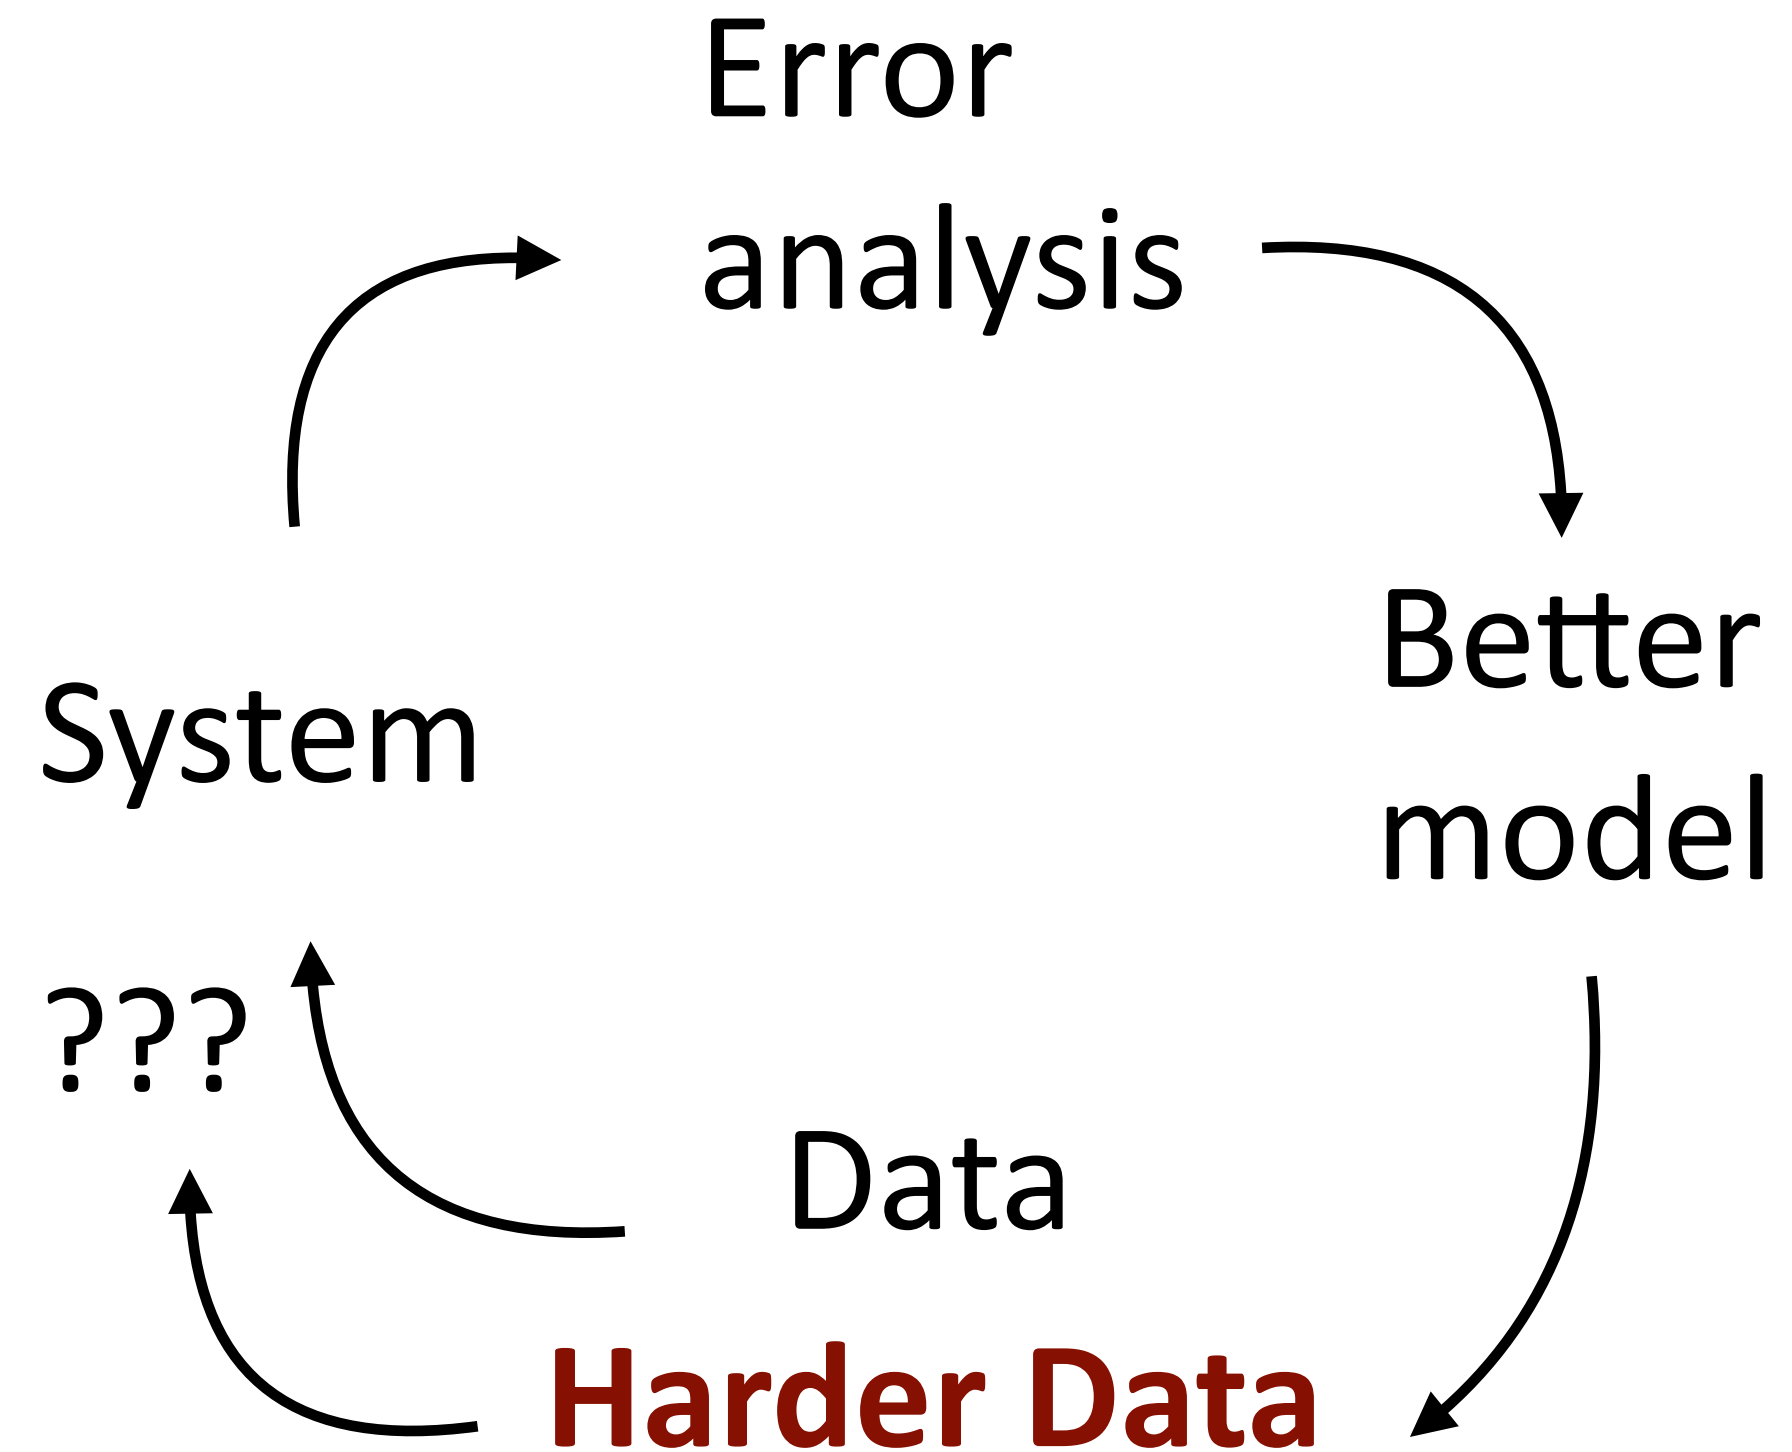 Error
analysis
Better
model
System
???
Data
Harder Data